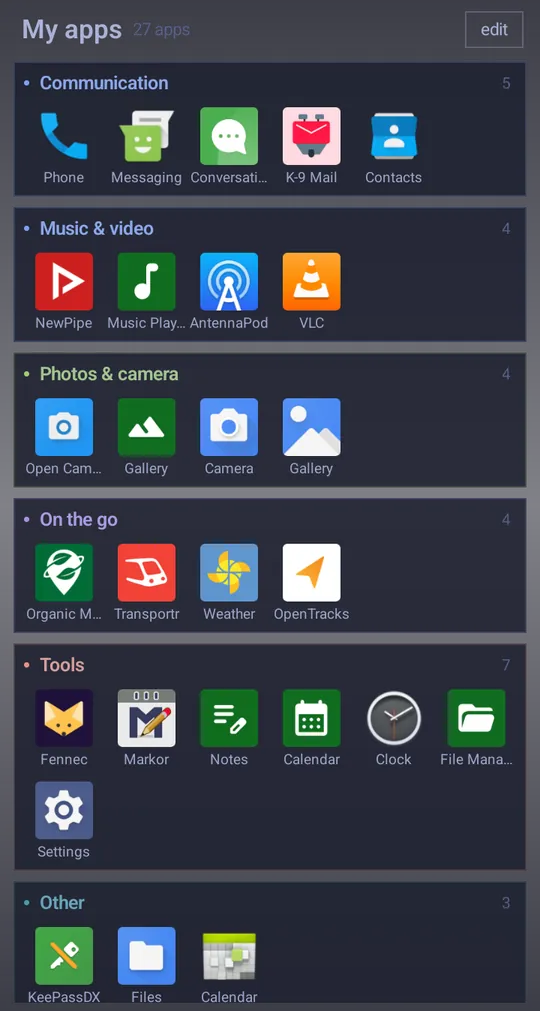 My apps 27 apps edit
• Communication 5
Phone Messaging Conversati... K-9 Mail Contacts
• Music & video 4
NewPipe Music Play... AntennaPod VLC
• Photos & camera 4
Open Cam... Gallery Camera Gallery
• On the go 4
Organic M... Transportr Weather OpenTracks
• Tools 7
M
Fennec Markor Notes Calendar Clock File Mana...
Settings
• Other 3
KeePassDX Files Calendar